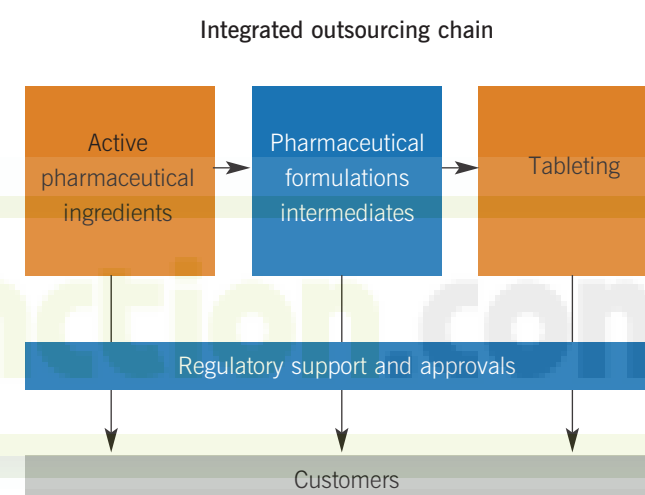 Integrated outsourcing chain
Active
pharmaceutical
ingredients
Pharmaceutical
formulations
intermediates
Tableting
Regulatory support and approvals
Customers